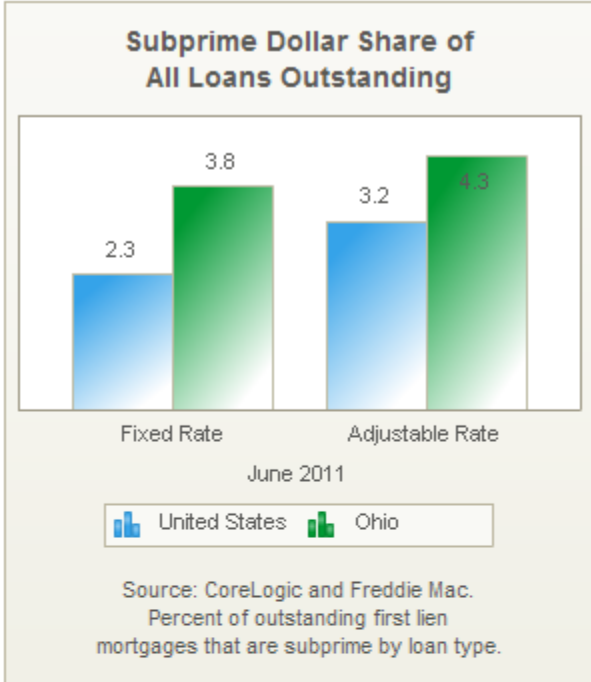 Subprime Dollar Share of
All Loans Outstanding
2.3
3.8
3.2
4.3
Fixed Rate
Adjustable Rate
June 2011
United States
Ohio
Source: CoreLogic and Freddie Mac.
Percent of outstanding first lien
mortgages that are subprime by loan type.